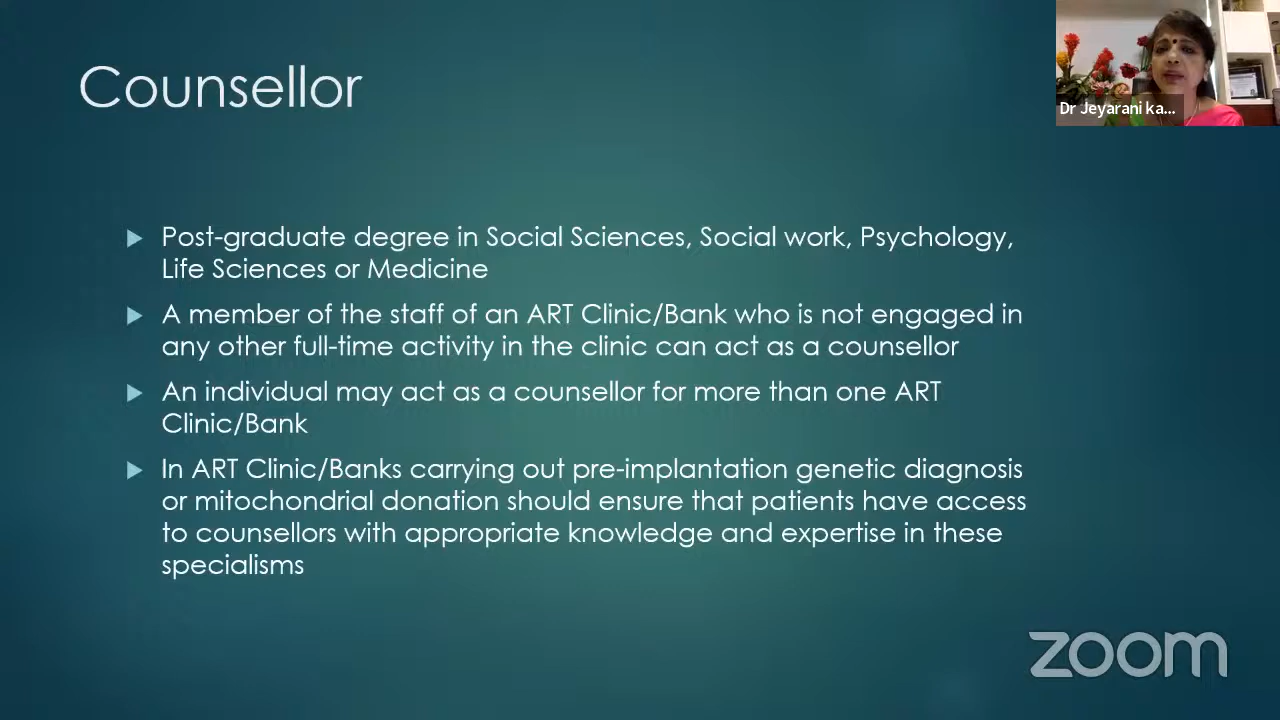 Counsellor
Dr Jeyarani ka...
Post-graduate degree in Social Sciences, Social work, Psychology,
Life Sciences or Medicine
A member of the staff of an ART Clinic/Bank who is not engaged in
any other full-time activity in the clinic can act as a counsellor
An individual may act as a counsellor for more than one ART
Clinic/Bank
In ART Clinic/Banks carrying out pre-implantation genetic diagnosis
or mitochondrial donation should ensure that patients have access
to counsellors with appropriate knowledge and expertise in these
specialisms
zoom